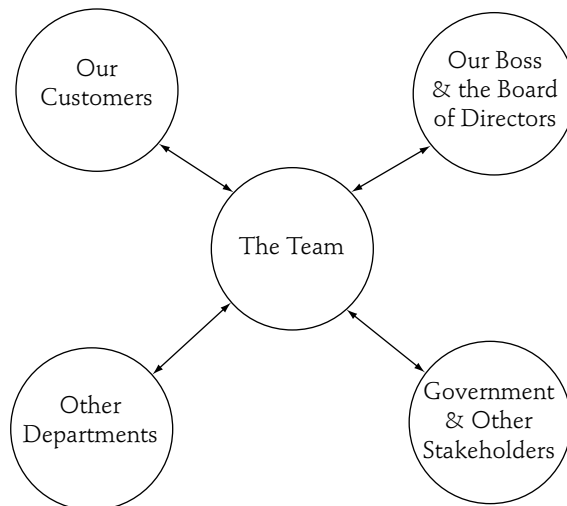 Our
Customers
Our Boss
& the Board
of Directors
The Team
Other
Departments
Government
& Other
Stakeholders